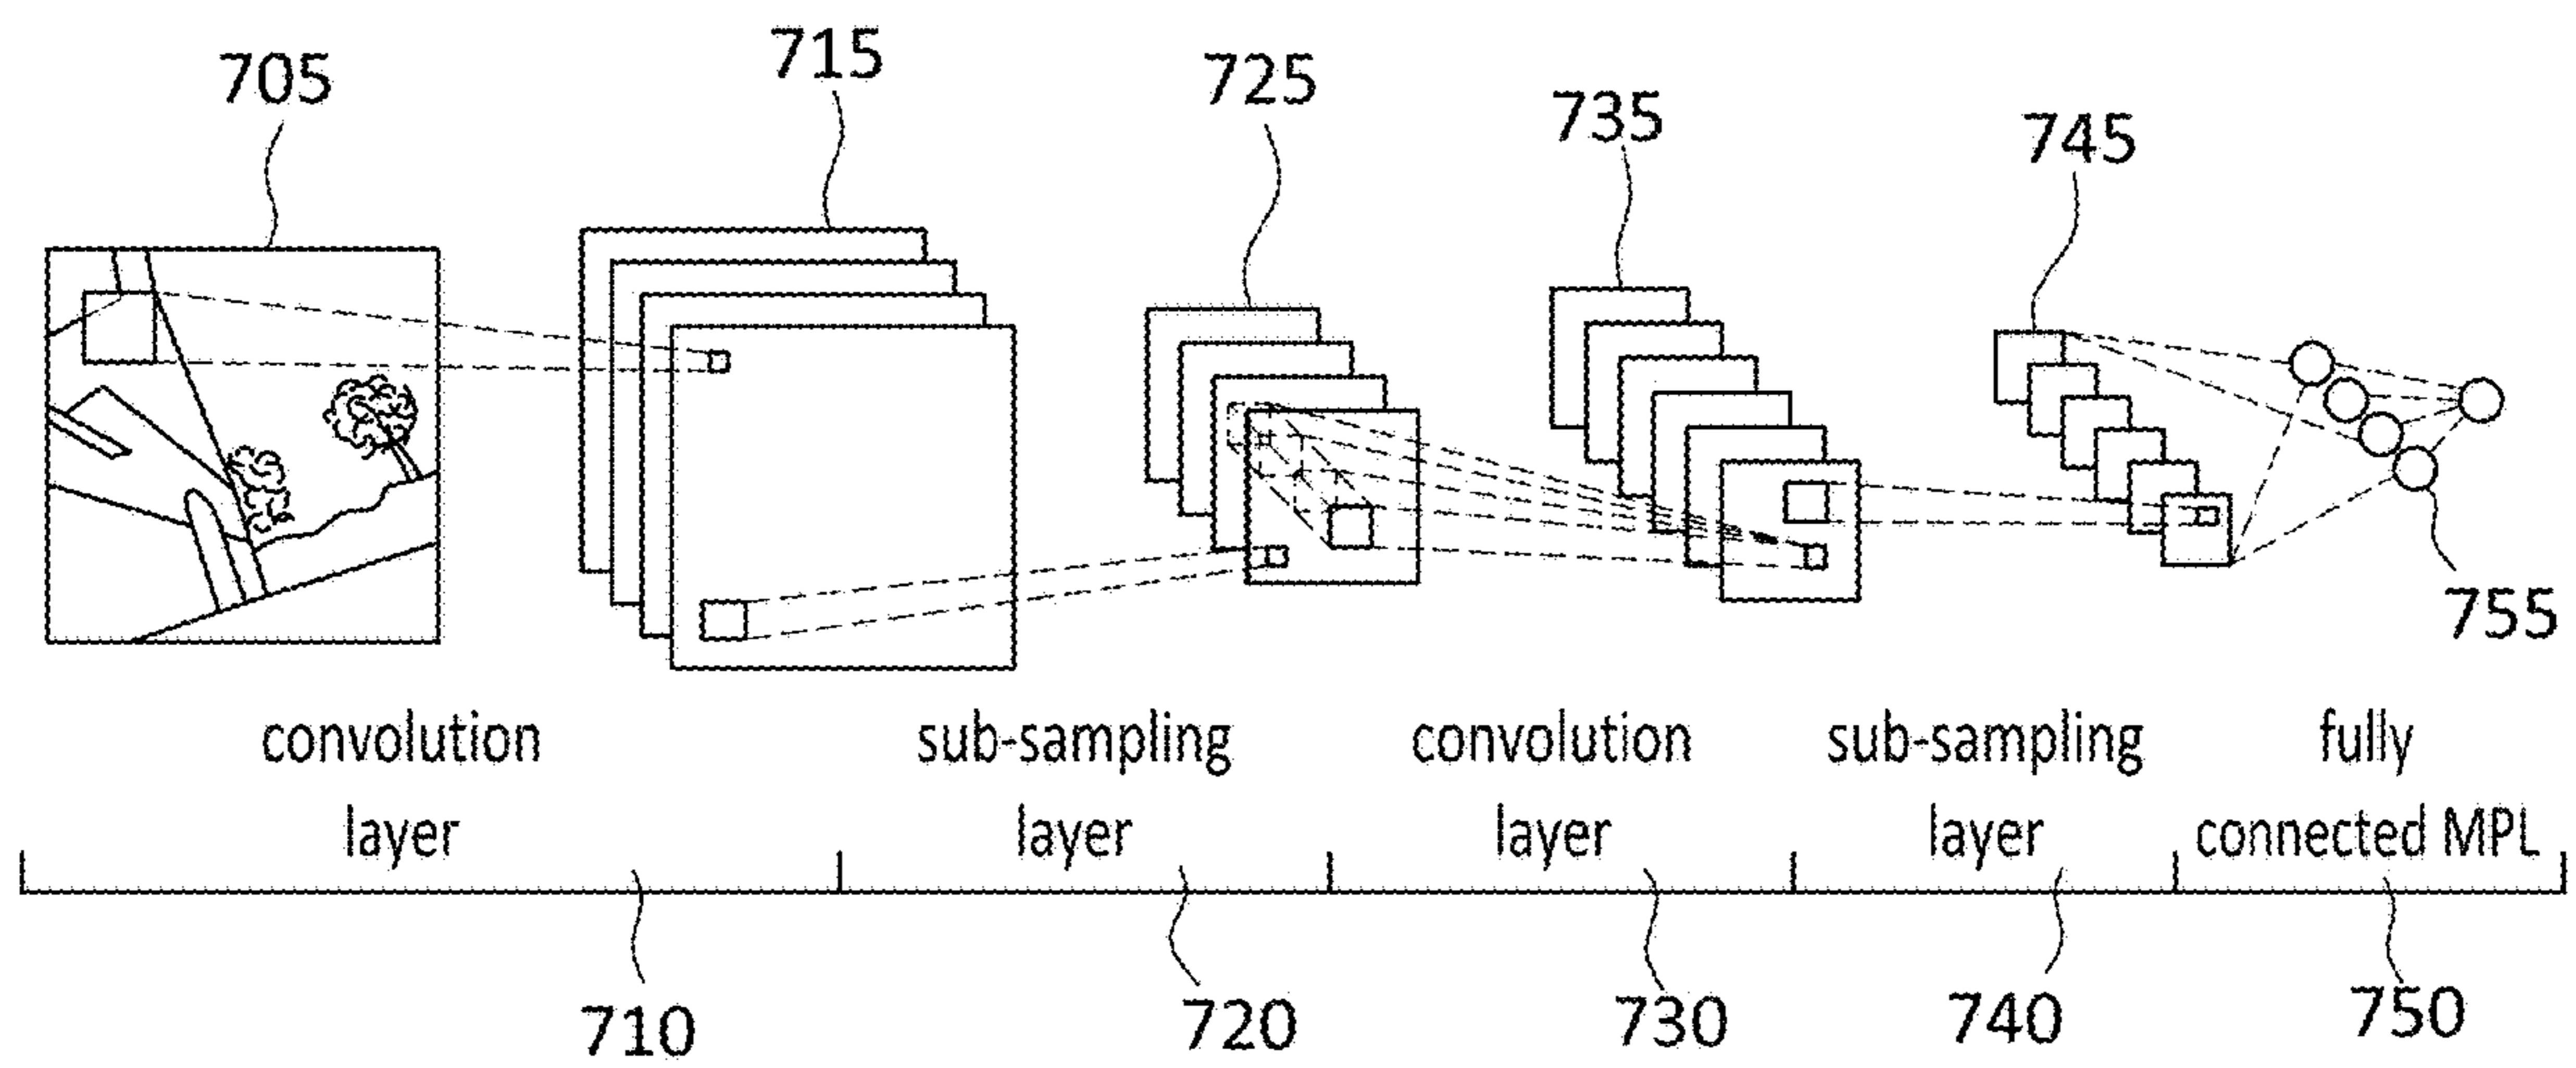 705
715
725
735
745
755
convolution
layer
sub-sampling
layer
convolution
layer
sub-sampling
layer
fully
connected MPL
710
720
730
740
750